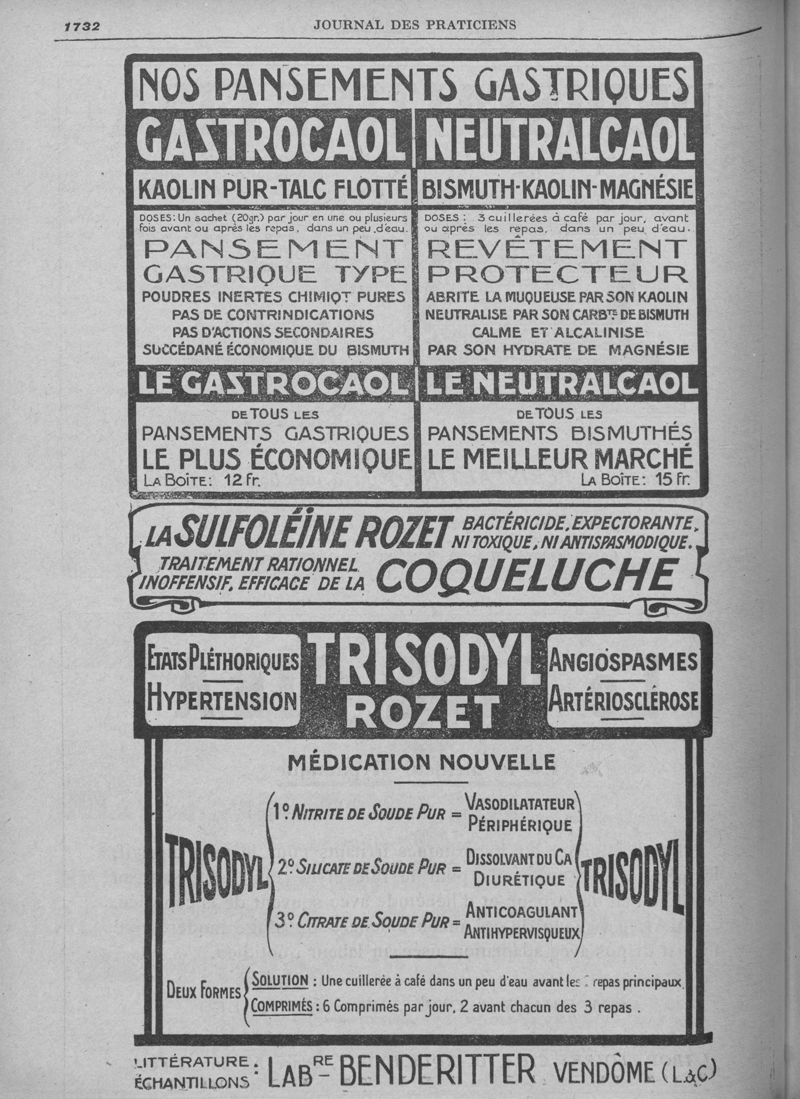 1732
JOURNAL DES PRATICIENS
NOS PANSEMENTS GASTRIQUES
GASTROCAOL
KAOLIN PUR-TALC FLOTTÉ
DOSES: Un sachet (20gr.) par jour en une ou plusieurs
fois avant ou après les repas, dans un peu d'eau.
PANSEMENT
GASTRIQUE TYPE
POUDRES INERTES CHIMIQT PURES
PAS DE CONTRINDICATIONS
PAS D'ACTIONS SECONDAIRES
SUCCÉDANÉ ÉCONOMIQUE DU BISMUTH
LE GASTROCAOL
DE TOUS LES
PANSEMENTS GASTRIQUES
LE PLUS ÉCONOMIQUE
LA BOÎTE: 12 Fr.
NEUTRALCAOL
BISMUTH-KAOLIN-MAGNÉSIE
DOSES: 3 cuillerées à café par jour, avant
ou après les repas, dans un peu d'eau.
REVÊTEMENT
PROTECTEUR
ABRITE LA MUQUEUSE PAR SON KAOLIN
NEUTRALISE PAR SON CARBTE DE BISMUTH
CALME ET ALCALINISE
PAR SON HYDRATE DE MAGNÉSIE
LE NEUTRALCAOL
DE TOUS LES
PANSEMENTS BISMUTHÉS
LE MEILLEUR MARCHÉ
LA BOÎTE: 15 Fr.
LA SULFOLÉÏNE ROZET
BACTÉRICIDE, EXPECTORANTE,
NI TOXIQUE, NI ANTISPASMODIQUE.
TRAITEMENT RATIONNEL
INOFFENSIF, EFFICACE DE LA
COQUELUCHE
ETATS PLÉTHORIQUES
HYPERTENSION
TRISODYL
ROZET
ANGIOSPASMES
ARTÉRIOSCLÉROSE
MÉDICATION NOUVELLE
TRISODYL
1º. NITRITE DE SOUDE PUR = VASODILATATEUR
PÉRIPHÉRIQUE
2º. SILICATE DE SOUDE PUR = DISSOLVANT DU CA
DIURÉTIQUE
3º. CITRATE DE SOUDE PUR = ANTICOAGULANT
ANTIHYPERVISQUEUX
TRISODYL
DEUX FORMES
SOLUTION : Une cuillerée à café dans un peu d'eau avant les repas principaux.
COMPRIMÉS : 6 Comprimés par jour, 2 avant chacun des 3 repas.
LITTÉRATURE.
ÉCHANTILLONS:
LABRE BENDERITTER VENDÔME (L.&C)